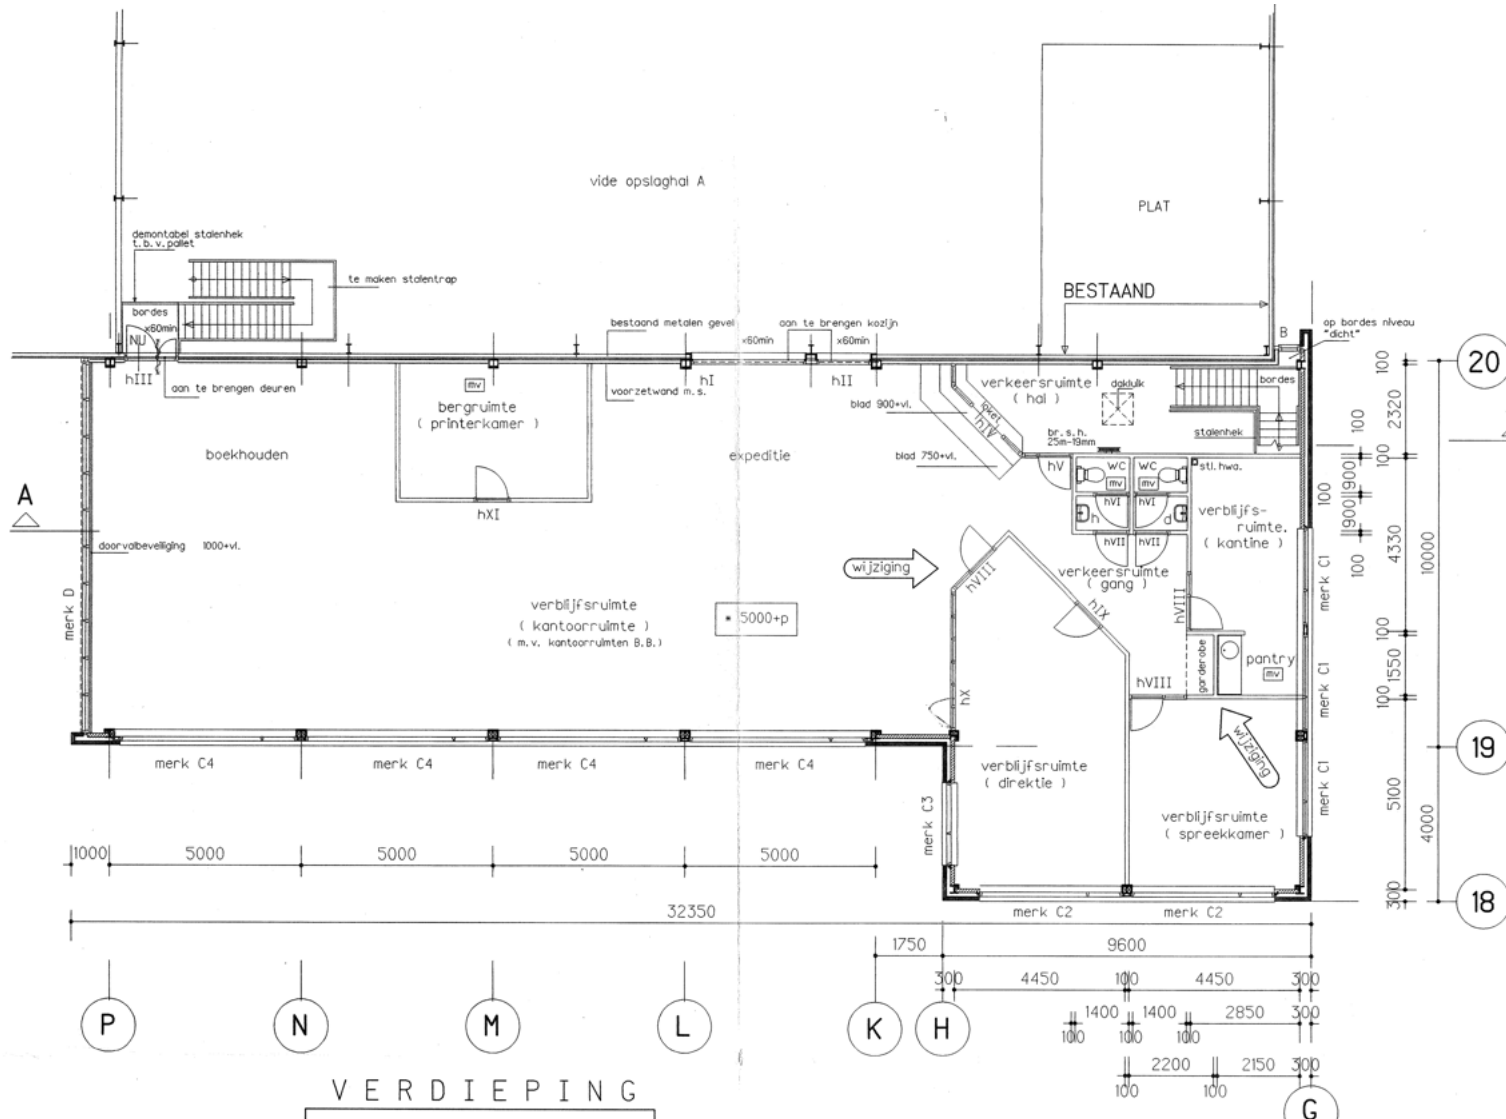 vide opslaghal A
PLAT
demontabel stalenhek
t.b.v. pallet
te maken stalentrap
BESTAAND
bordes
x60min
NU
hIII
aan te brengen deuren
bestaand metalen gevel
aan te brengen kozijn
x60min
x60min
hI
hII
voorzetwand m.s.
B
op bordes niveau
"dicht"
20
mv
bergruimte
( printerkamer )
hXI
boekhouden
expeditie
blad 900+vl.
blad 750+vl.
loket
hIV
verkeersruimte
( hal )
dakluik
bordes
stalenhek
br.s.h.
25m-19mm
hV
WC
mv
WC
mv
stl.hwa.
hVI
hVI
h
d
hVII
hVII
verblijfs-
ruimte.
( kantine )
A
doorvalbeveiliging 1000+vl.
merk D
wijziging
hVIII
verkeersruimte
( gang )
hIX
hVIII
verblijfsruimte
( kantoorruimte )
( m.v. kantoorruimten B.B.)
* 5000+p
hX
garderobe
pantry
mv
hVIII
wijziging
merk C1
merk C1
merk C1
100
2320
100
100
900
900
100
100
4330
100
1550
100
5100
300
10000
4000
19
18
merk C4
merk C4
merk C4
merk C4
merk C3
verblijfsruimte
( direktie )
verblijfsruimte
( spreekkamer )
merk C2
merk C2
1000
5000
5000
5000
5000
32350
1750
9600
300
4450
100
4450
300
1400
1400
2850
300
100
100
100
2200
2150
300
100
100
P
N
M
L
K
H
G
VERDIEPING